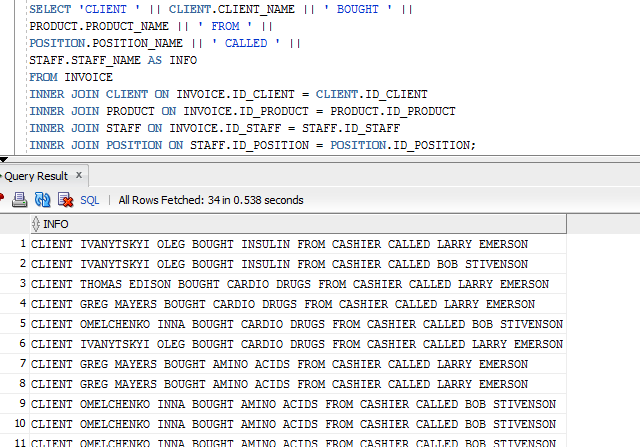 SELECT 'CLIENT ' || CLIENT.CLIENT_NAME || ' BOUGHT ' ||
PRODUCT.PRODUCT_NAME || ' FROM ' ||
POSITION.POSITION_NAME || ' CALLED ' ||
STAFF.STAFF_NAME AS INFO
FROM INVOICE
INNER JOIN CLIENT ON INVOICE.ID_CLIENT = CLIENT.ID_CLIENT
INNER JOIN PRODUCT ON INVOICE.ID_PRODUCT = PRODUCT.ID_PRODUCT
INNER JOIN STAFF ON INVOICE.ID_STAFF = STAFF.ID_STAFF
INNER JOIN POSITION ON STAFF.ID_POSITION = POSITION.ID_POSITION;
Query Result x
SQL | All Rows Fetched: 34 in 0.538 seconds
INFO
1 CLIENT IVANYTSKYI OLEG BOUGHT INSULIN FROM CASHIER CALLED LARRY EMERSON
2 CLIENT IVANYTSKYI OLEG BOUGHT INSULIN FROM CASHIER CALLED BOB STIVENSON
3 CLIENT THOMAS EDISON BOUGHT CARDIO DRUGS FROM CASHIER CALLED LARRY EMERSON
4 CLIENT GREG MAYERS BOUGHT CARDIO DRUGS FROM CASHIER CALLED LARRY EMERSON
5 CLIENT OMELCHENKO INNA BOUGHT CARDIO DRUGS FROM CASHIER CALLED BOB STIVENSON
6 CLIENT IVANYTSKYI OLEG BOUGHT CARDIO DRUGS FROM CASHIER CALLED LARRY EMERSON
7 CLIENT GREG MAYERS BOUGHT AMINO ACIDS FROM CASHIER CALLED LARRY EMERSON
8 CLIENT GREG MAYERS BOUGHT AMINO ACIDS FROM CASHIER CALLED LARRY EMERSON
9 CLIENT OMELCHENKO INNA BOUGHT AMINO ACIDS FROM CASHIER CALLED BOB STIVENSON
10 CLIENT OMELCHENKO INNA BOUGHT AMINO ACIDS FROM CASHIER CALLED BOB STIVENSON
11 CLIENT OMELCHENKO INNA BOUGHT AMINO ACIDS FROM CASHIER CALLED BOB STIVENSON